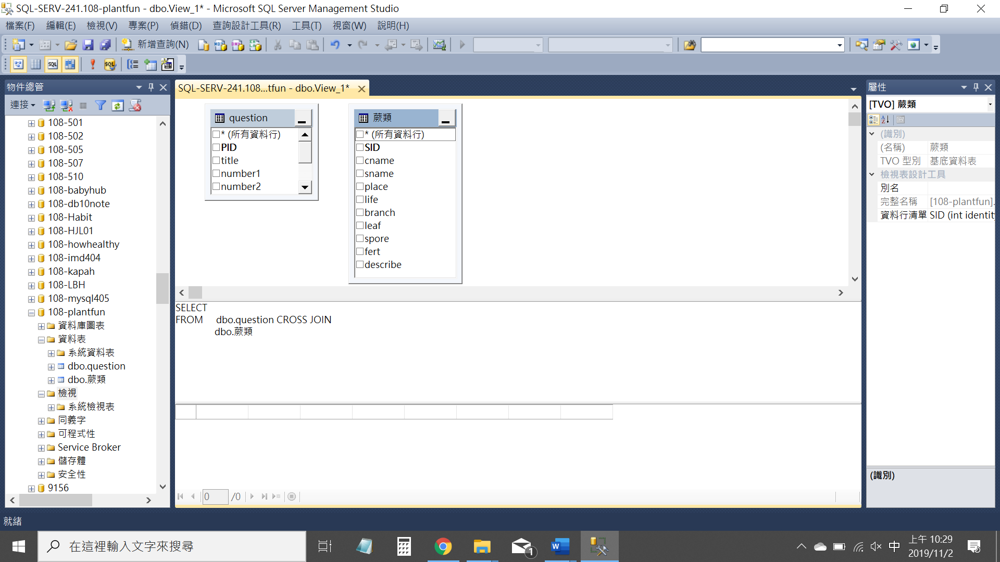 SQL-SERV-241.108-plantfun - dbo.View_1* - Microsoft SQL Server Management Studio
檔案(F) 編輯(E) 檢視(V) 專案(P) 偵錯(D) 查詢設計工具(R) 工具(T) 視窗(W) 說明(H)
新增查詢(N)
物件總管
連接
108-501
108-502
108-505
108-507
108-510
108-babyhub
108-db10note
108-Habit
108-HJL01
108-howhealthy
108-imd404
108-kapah
108-LBH
108-mysql405
108-plantfun
資料庫圖表
資料表
系統資料表
dbo.question
dbo.蕨類
檢視
系統檢視表
同義字
可程式性
Service Broker
儲存體
安全性
9156
SQL-SERV-241.108...tfun - dbo.View_1*
question
* (所有資料行)
PID
title
number1
number2
蕨類
* (所有資料行)
SID
cname
sname
place
life
branch
leaf
spore
fert
describe
SELECT
FROM dbo.question CROSS JOIN
dbo.蕨類
0 /0
屬性
[TVO] 蕨類
(識別)
(名稱) 蕨類
TVO 型別 基底資料表
檢視表設計工具
別名
完整名稱 [108-plantfun].
資料行清單 SID (int identity
(識別)
就緒
在這裡輸入文字來搜尋
1
中
上午 10:29
2019/11/2